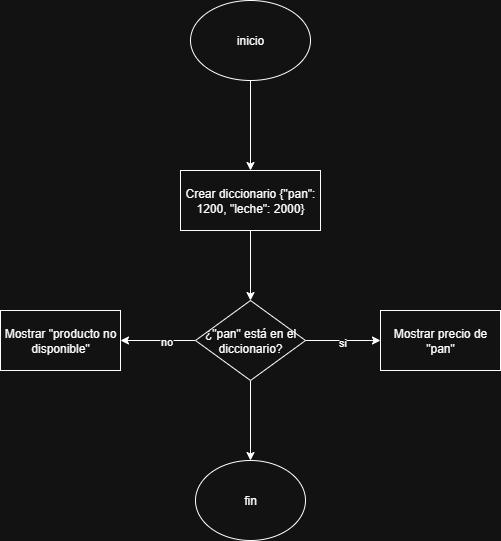 inicio
Crear diccionario {"pan":
1200, "leche": 2000}
Mostrar "producto no
disponible"
no
¿"pan" está en el
diccionario?
si
Mostrar precio de
"pan"
fin